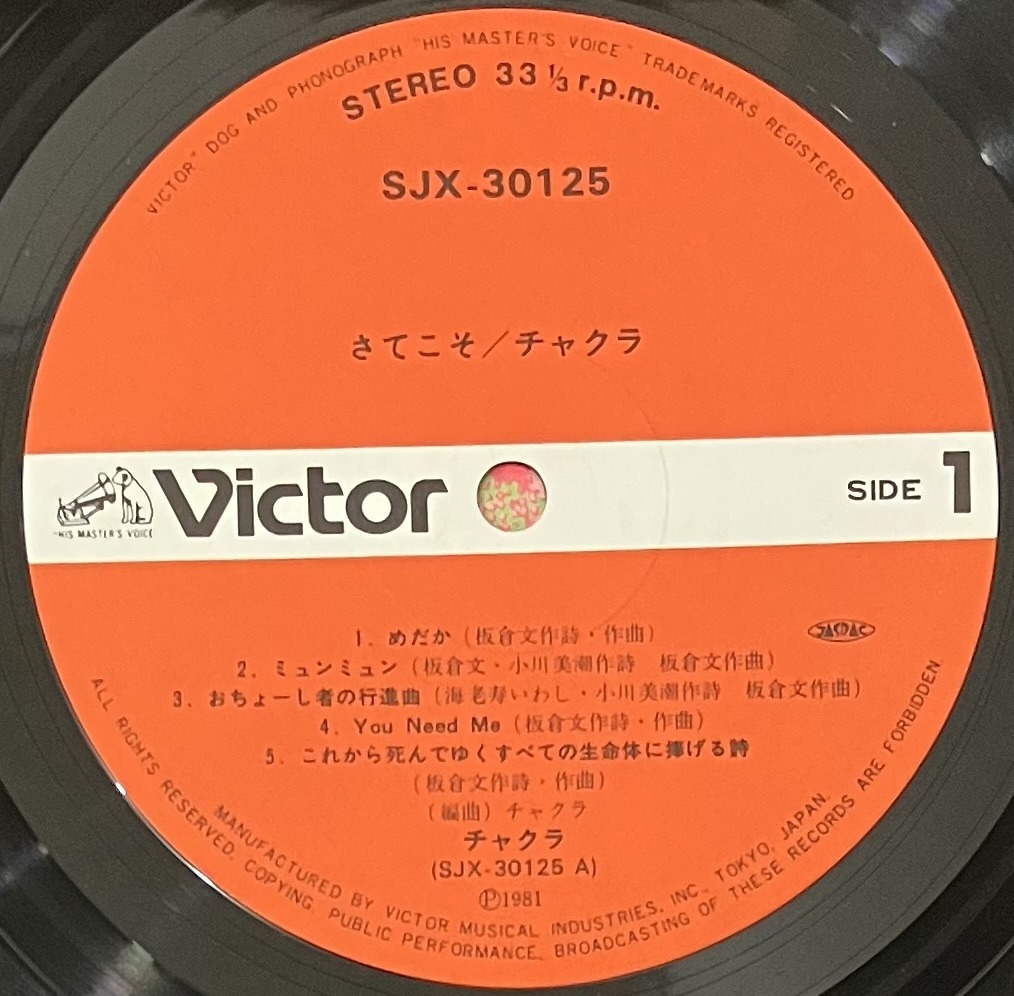 "VICTOR" DOG AND PHONOGRAPH "HIS MASTER'S VOICE" TRADEMARKS REGISTERED
STEREO 33 ⅓ r.p.m.
SJX-30125
さてこそ／チャクラ
"HIS MASTER'S VOICE"
Victor
SIDE 1
1. めだか（板倉文作詩・作曲）
JASRAC
2. ミュンミュン（板倉文・小川美潮作詩　板倉文作曲）
3. おちょーし者の行進曲（海老寿いわし・小川美潮作詩　板倉文作曲）
4. You Need Me（板倉文作詩・作曲）
5. これから死んでゆくすべての生命体に捧げる詩
（板倉文作詩・作曲）
（編曲）チャクラ
チャクラ
(SJX-30125 A)
Ⓟ1981
MANUFACTURED BY VICTOR MUSICAL INDUSTRIES, INC., TOKYO, JAPAN.
ALL RIGHTS RESERVED. COPYING, PUBLIC PERFORMANCE, BROADCASTING OF THESE RECORDS ARE FORBIDDEN.